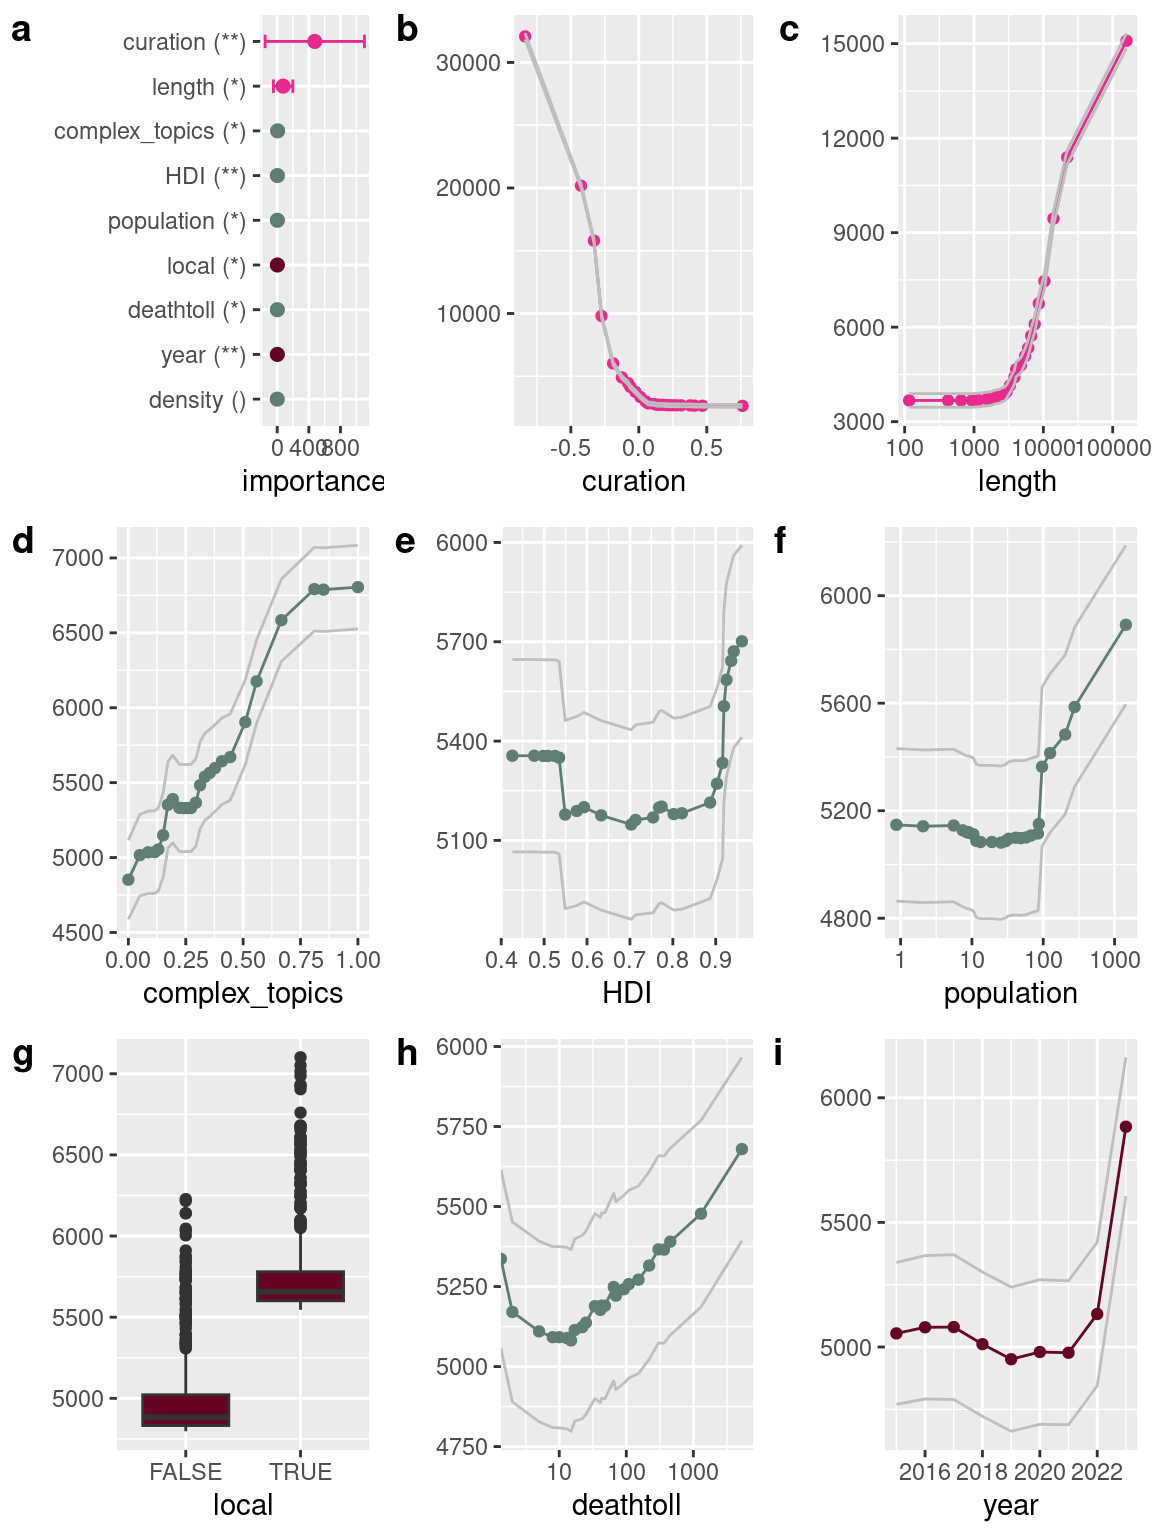 a
curation (**)
length (*)
complex_topics (*)
HDI (**)
population (*)
local (*)
deathtoll (*)
year (**)
density ()
0 400 800
importance
b
30000
20000
10000
-0.5 0.0 0.5
curation
c
15000
12000
9000
6000
3000
100 1000 10000 100000
length
d
7000
6500
6000
5500
5000
4500
0.00 0.25 0.50 0.75 1.00
complex_topics
e
6000
5700
5400
5100
0.4 0.5 0.6 0.7 0.8 0.9
HDI
f
6000
5600
5200
4800
1 10 100 1000
population
g
7000
6500
6000
5500
5000
FALSE TRUE
local
h
6000
5750
5500
5250
5000
4750
10 100 1000
deathtoll
i
6000
5500
5000
2016 2018 2020 2022
year